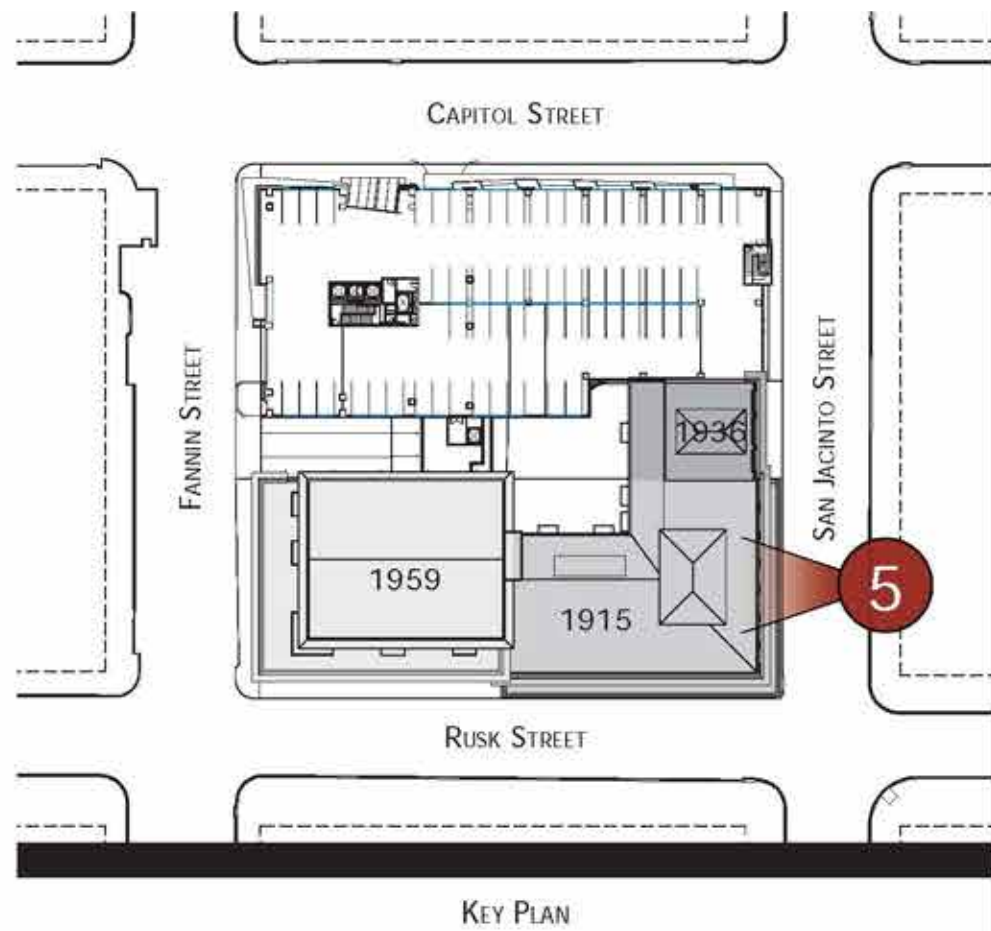 CAPITOL STREET
FANNIN STREET
SAN JACINTO STREET
1936
1959
1915
5
RUSK STREET
KEY PLAN